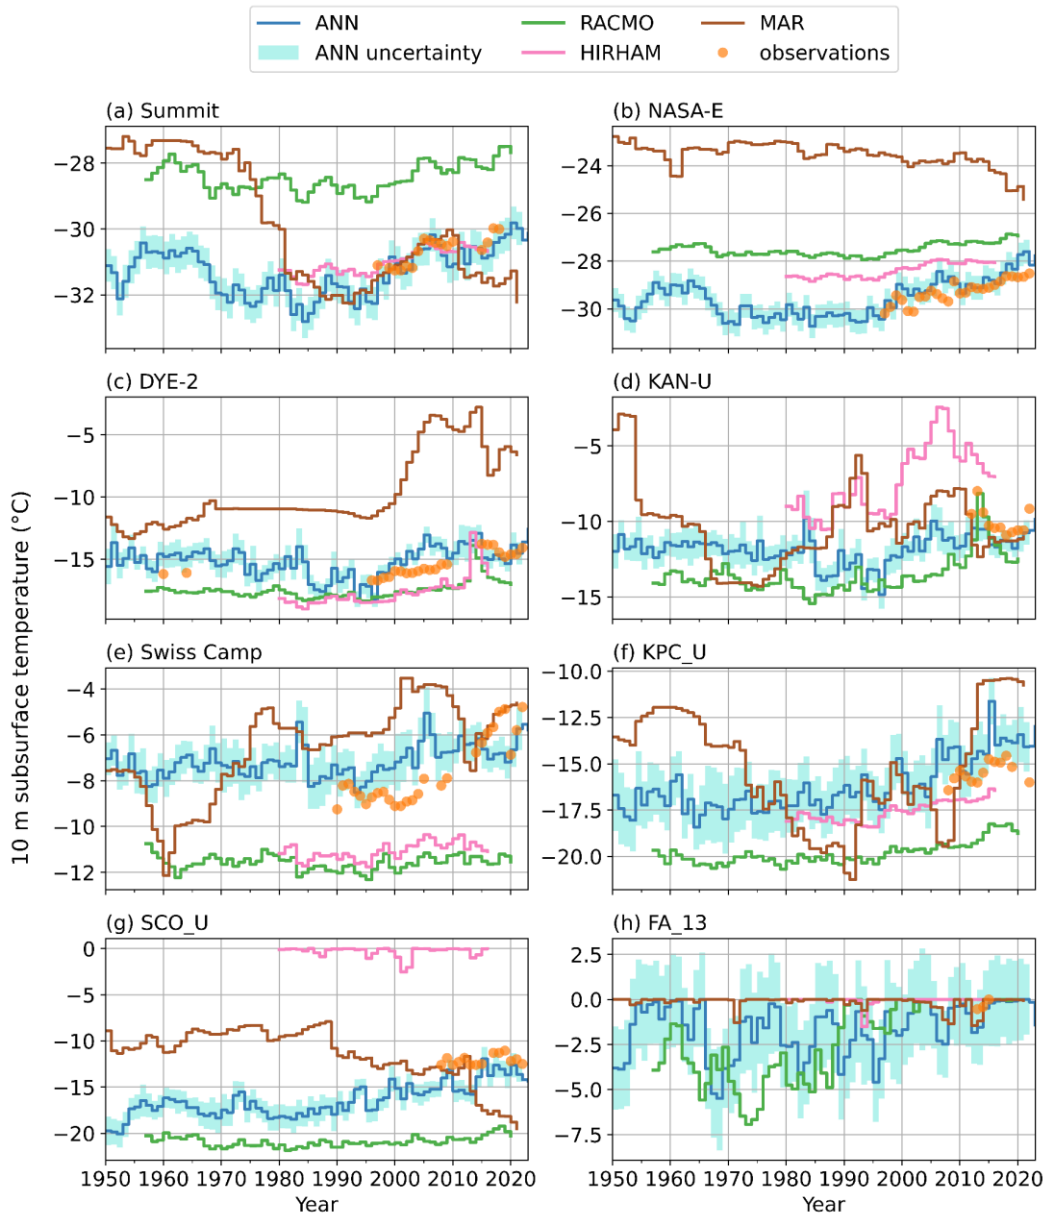 ANN RACMO MAR
ANN uncertainty HIRHAM observations
(a) Summit
−28
−30
−32
(b) NASA-E
−24
−26
−28
−30
(c) DYE-2
−5
−10
−15
(d) KAN-U
−5
−10
−15
(e) Swiss Camp
−4
−6
−8
−10
−12
(f) KPC_U
−10.0
−12.5
−15.0
−17.5
−20.0
(g) SCO_U
0
−5
−10
−15
−20
1950 1960 1970 1980 1990 2000 2010 2020
Year
(h) FA_13
2.5
0.0
−2.5
−5.0
−7.5
1950 1960 1970 1980 1990 2000 2010 2020
Year
10 m subsurface temperature (°C)